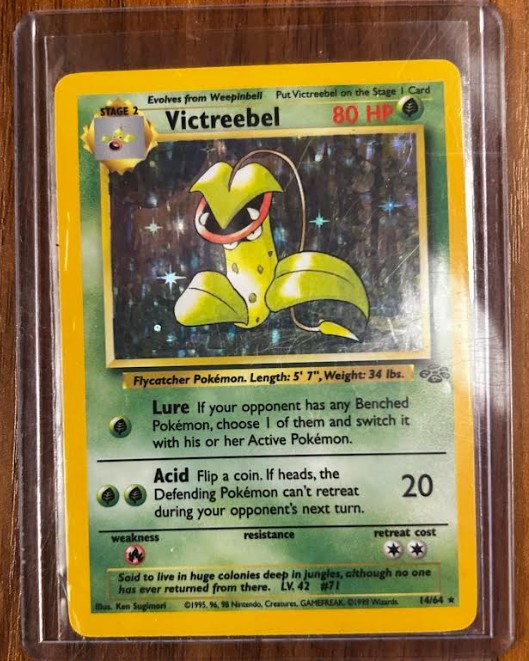 Evolves from Weepinbell Put Victreebel on the Stage 1 Card
STAGE 2
Victreebel 80 HP
Flycatcher Pokémon. Length: 5' 7", Weight: 34 lbs.
Lure If your opponent has any Benched
Pokémon, choose 1 of them and switch it
with his or her Active Pokémon.
Acid Flip a coin. If heads, the
Defending Pokémon can't retreat 20
during your opponent's next turn.
weakness resistance retreat cost
Said to live in huge colonies deep in jungles, although no one
has ever returned from there. LV. 42 #71
Illus. Ken Sugimori ©1995, 96, 98 Nintendo, Creatures, GAMEFREAK. ©1999 Wizards. 14/64 ★